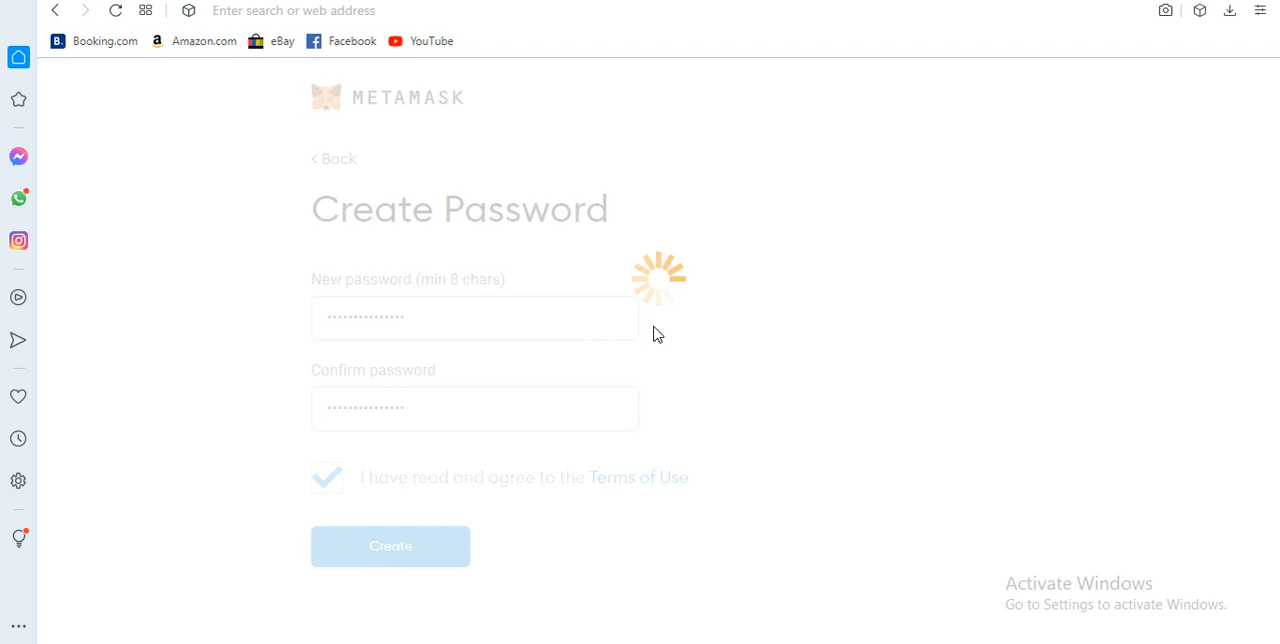 Enter search or web address
B. Booking.com a Amazon.com eBay Facebook YouTube
METAMASK
< Back
Create Password
New password (min 8 chars)
•••••••••••••••
Confirm password
•••••••••••••••
I have read and agree to the Terms of Use
Create
Activate Windows
Go to Settings to activate Windows.